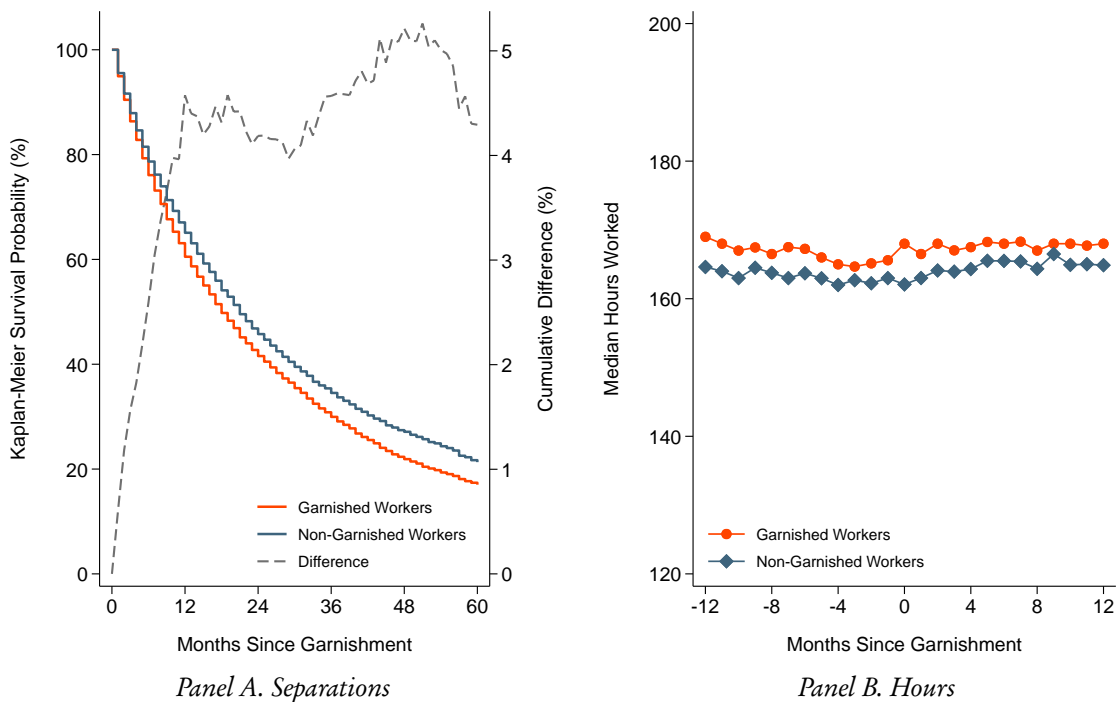 100
80
60
40
20
0
Kaplan-Meier Survival Probability (%)
5
4
3
2
1
0
Cumulative Difference (%)
Garnished Workers
Non-Garnished Workers
Difference
0 12 24 36 48 60
Months Since Garnishment
Panel A. Separations
200
180
160
140
120
Median Hours Worked
Garnished Workers
Non-Garnished Workers
-12 -8 -4 0 4 8 12
Months Since Garnishment
Panel B. Hours